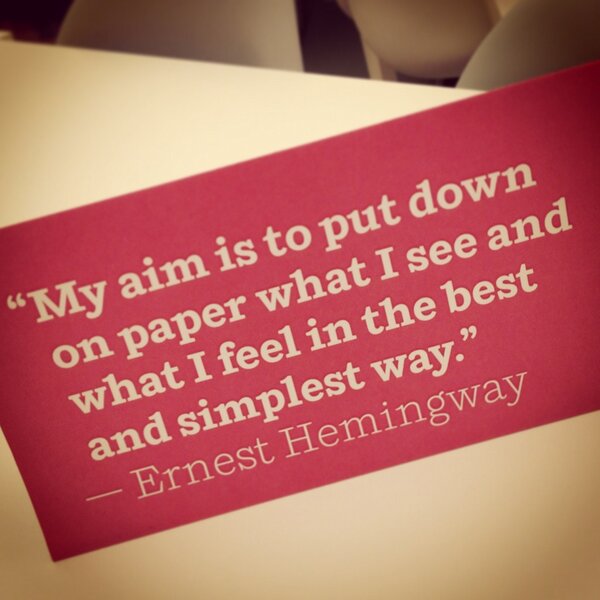 “My aim is to put down
on paper what I see and
what I feel in the best
and simplest way.”
— Ernest Hemingway